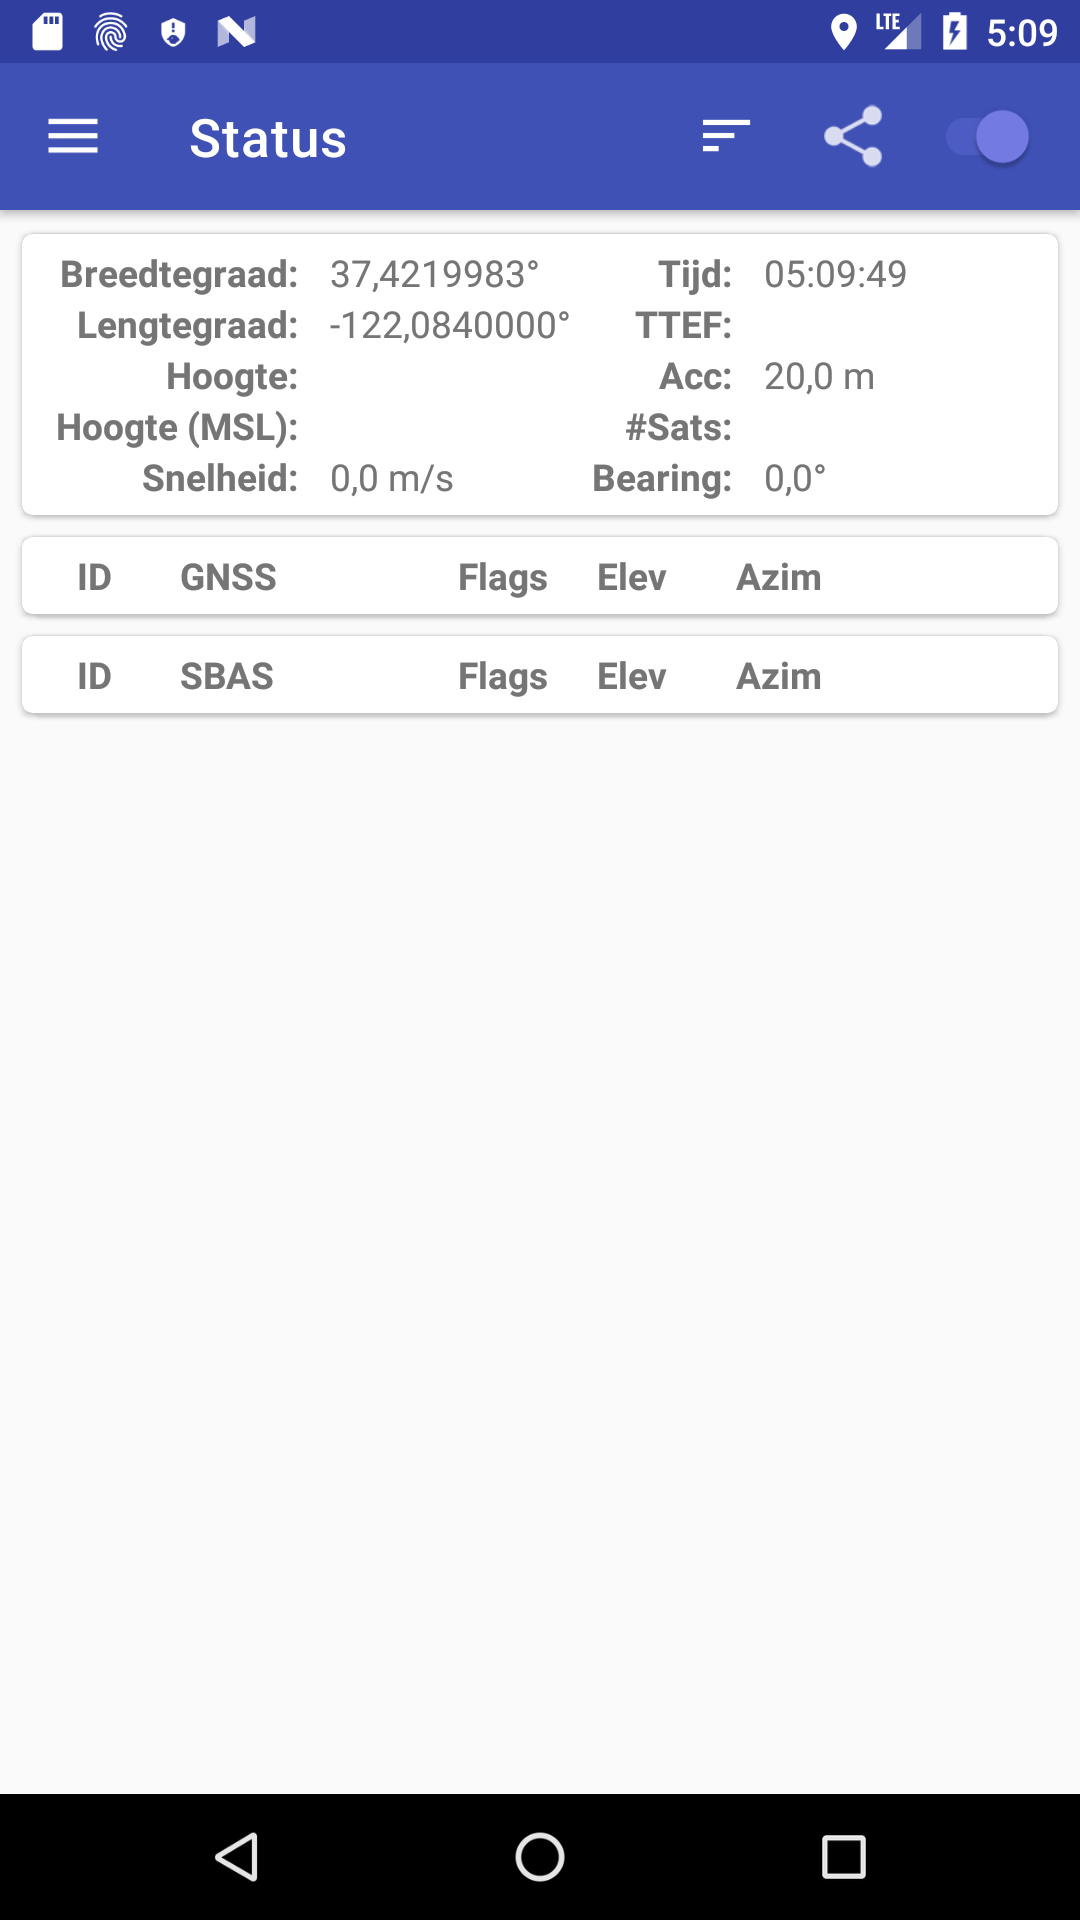 LTE 5:09
Status
Breedtegraad: 37,4219983° Tijd: 05:09:49
Lengtegraad: -122,0840000° TTEF:
Hoogte: Acc: 20,0 m
Hoogte (MSL): #Sats:
Snelheid: 0,0 m/s Bearing: 0,0°
ID GNSS Flags Elev Azim
ID SBAS Flags Elev Azim